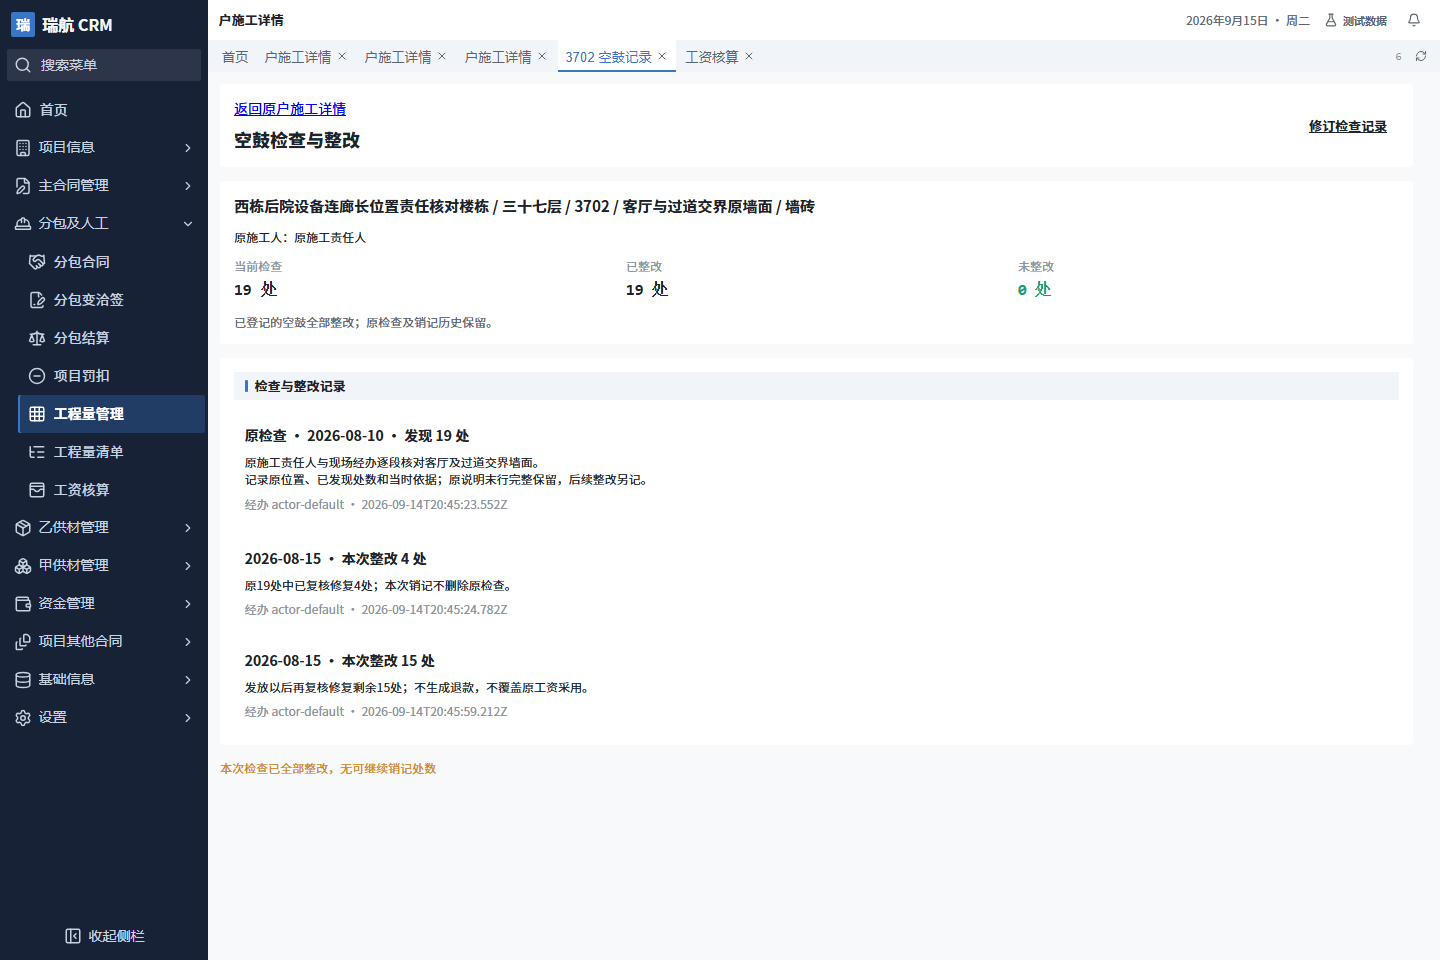 瑞 瑞航 CRM
搜索菜单
首页
项目信息
主合同管理
分包及人工
分包合同
分包变洽签
分包结算
项目罚扣
工程量管理
工程量清单
工资核算
乙供材管理
甲供材管理
资金管理
项目其他合同
基础信息
设置
收起侧栏
户施工详情
2026年9月15日 • 周二 测试数据
首页 户施工详情 户施工详情 户施工详情 3702 空鼓记录 工资核算 6
返回原户施工详情
空鼓检查与整改
修订检查记录
西栋后院设备连廊长位置责任核对楼栋 / 三十七层 / 3702 / 客厅与过道交界原墙面 / 墙砖
原施工人：原施工责任人
当前检查 已整改 未整改
19 处 19 处 0 处
已登记的空鼓全部整改；原检查及销记历史保留。
检查与整改记录
原检查 • 2026-08-10 • 发现 19 处
原施工责任人与现场经办逐段核对客厅及过道交界墙面。
记录原位置、已发现处数和当时依据；原说明末行完整保留，后续整改另记。
经办 actor-default • 2026-09-14T20:45:23.552Z
2026-08-15 • 本次整改 4 处
原19处中已复核修复4处；本次销记不删除原检查。
经办 actor-default • 2026-09-14T20:45:24.782Z
2026-08-15 • 本次整改 15 处
发放以后再复核修复剩余15处；不生成退款，不覆盖原工资采用。
经办 actor-default • 2026-09-14T20:45:59.212Z
本次检查已全部整改，无可继续销记处数